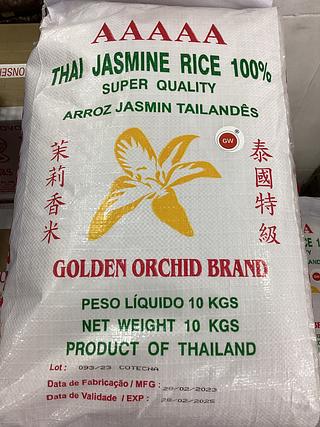 AAAAA
THAI JASMINE RICE 100%
SUPER QUALITY
ARROZ JASMIN TAILANDÊS
GW
茉莉香米
泰國特級
GOLDEN ORCHID BRAND
PESO LÍQUIDO 10 KGS
NET WEIGHT 10 KGS
PRODUCT OF THAILAND
Lot : 093/23 COTECNA
Data de Fabricação / MFG : 28/02/2023
Data de Validade / EXP : 28/02/2025